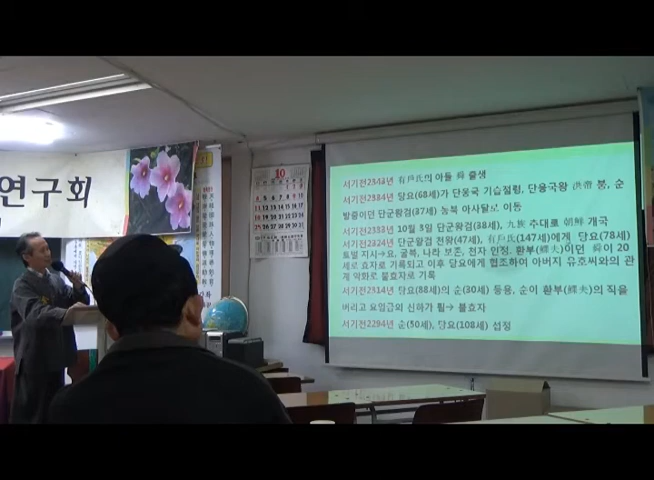 연구회
10
서기전2343년 有戶氏의 아들 舜 출생
서기전2334년 당요(68세)가 단웅국 기습점령, 단웅국왕 洪帝 붕, 순
발중이던 단군왕검(37세) 동북 아사달로 이동
서기전2333년 10월 3일 단군왕검(38세), 九族 추대로 朝鮮 개국
서기전2324년 단군왕검 천왕(47세), 有戶氏(147세)에게 당요(78세)
토벌 지시→요, 굴복, 나라 보존, 천자 인정. 환부(鰥夫)이던 舜이 20
세로 효자로 기록되고 이후 당요에게 협조하여 아버지 유호씨와의 관
계 악화로 불효자로 기록
서기전2314년 당요(88세)의 순(30세) 등용, 순이 환부(鰥夫)의 직을
버리고 요임금의 신하가 됨→ 불효자
서기전2294년 순(50세), 당요(108세) 섭정